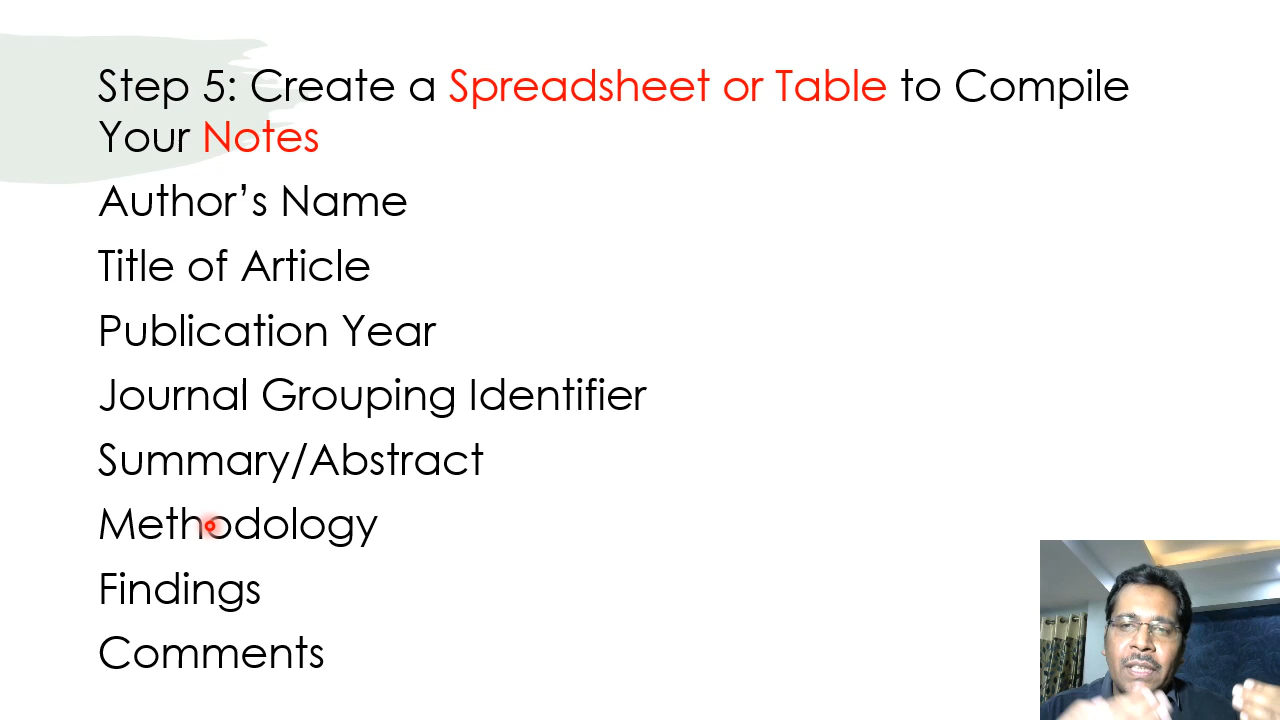 Step 5: Create a Spreadsheet or Table to Compile
Your Notes
Author’s Name
Title of Article
Publication Year
Journal Grouping Identifier
Summary/Abstract
Methodology
Findings
Comments